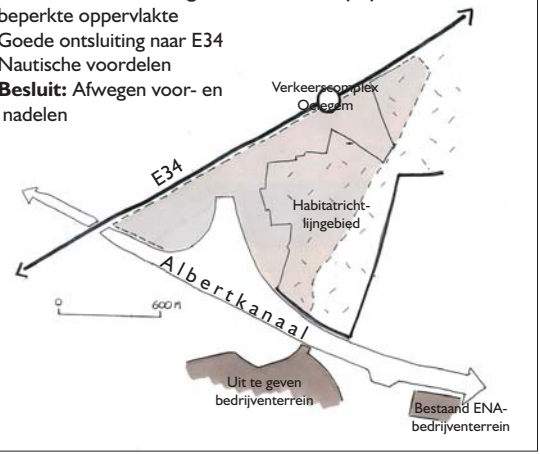 beperkte oppervlakte
Goede ontsluiting naar E34
Nautische voordelen
Besluit: Afwegen voor- en
nadelen
Verkeerscomplex
Oelegem
E34
Habitatricht-
lijngebied
Albertkanaal
0 600 m
Uit te geven
bedrijventerrein
Bestaand ENA-
bedrijventerrein